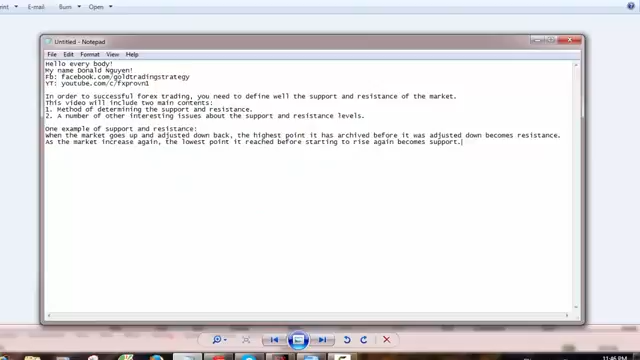 E-mail
Burn
Open
Untitled - Notepad
File Edit Format View Help
Hello every body!
My name Donald Nguyen!
Fb: facebook.com/goldtradingstrategy
YT: youtube.com/c/fxprovn1
In order to successful forex trading, you need to define well the support and resistance of the market.
This video will include two main contents:
1. Method of determining the support and resistance.
2. A number of other interesting issues about the support and resistance levels.
One example of support and resistance:
When the market goes up and adjusted down back, the highest point it has archived before it was adjusted down becomes resistance.
As the market increase again, the lowest point it reached before starting to rise again becomes support.
11:46 PM